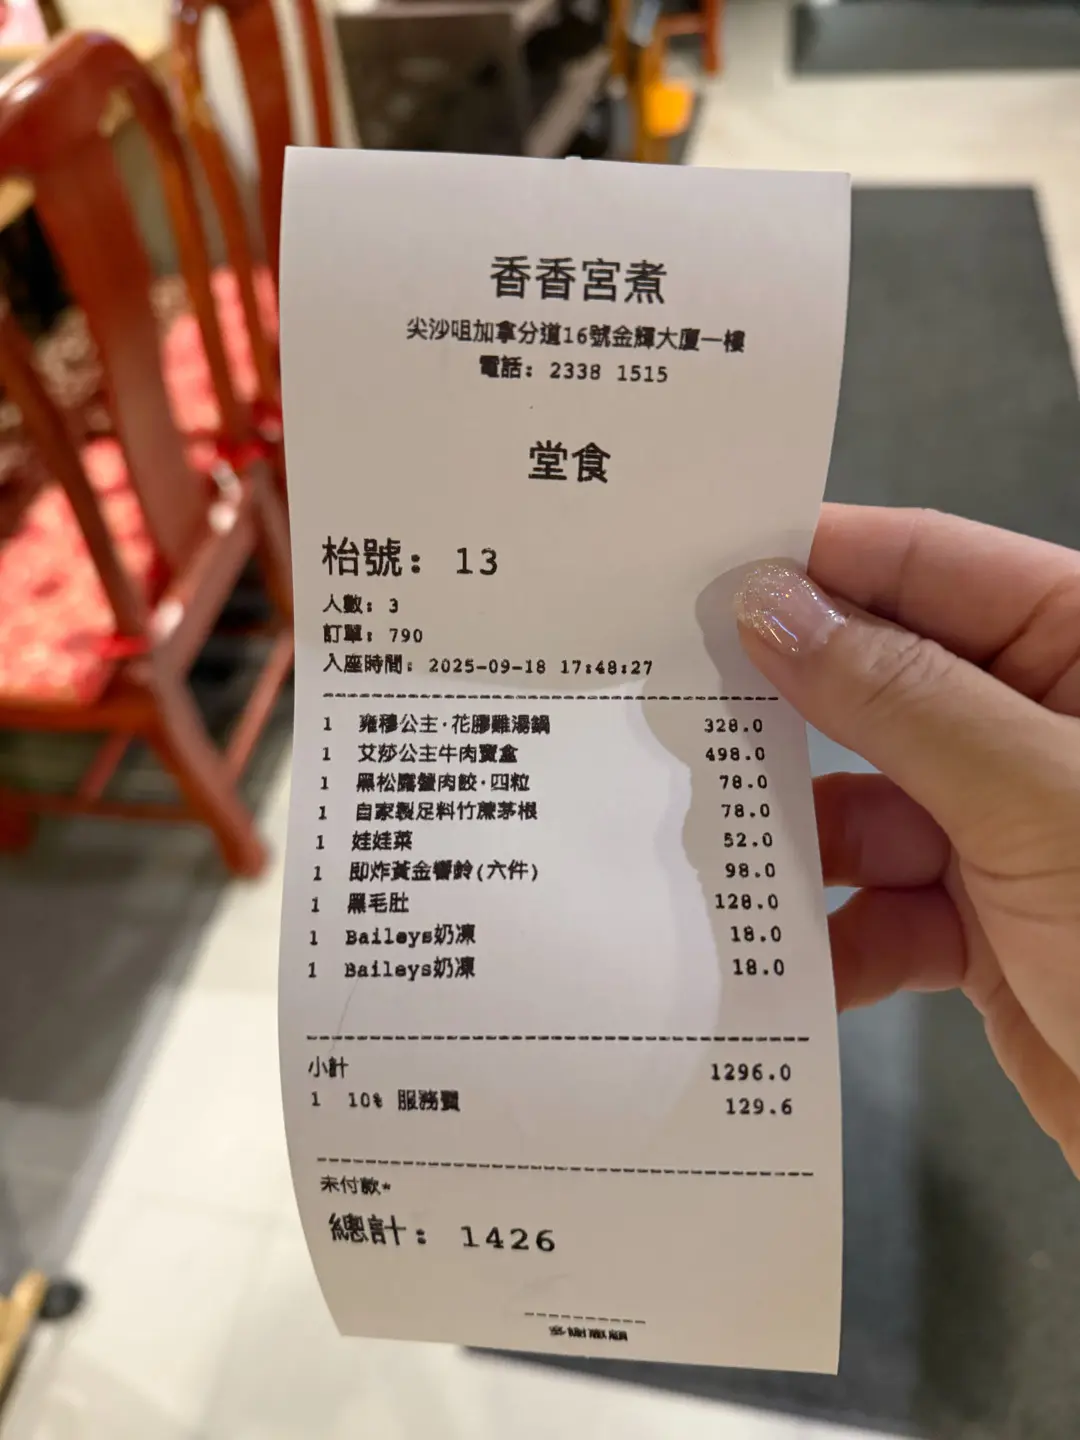 香香宮煮
尖沙咀加拿分道16號金輝大廈一樓
電話: 2338 1515
堂食
枱號: 13
人數: 3
訂單: 790
入座時間: 2025-09-18 17:48:27
1 雍穆公主·花膠雞湯鍋 328.0
1 艾莎公主牛肉寶盒 498.0
1 黑松露蟹肉餃·四粒 78.0
1 自家製足料竹蔗茅根 78.0
1 娃娃菜 52.0
1 即炸黃金響鈴(六件) 98.0
1 黑毛肚 128.0
1 Baileys奶凍 18.0
1 Baileys奶凍 18.0
小計 1296.0
1 10% 服務費 129.6
未付款*
總計: 1426
多謝惠顧